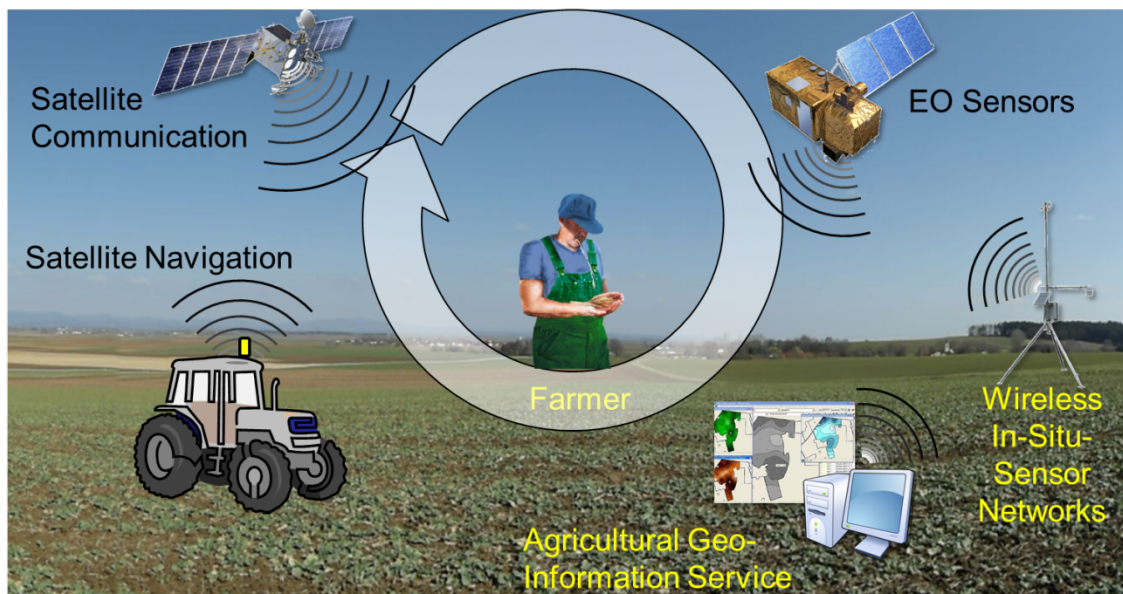 Satellite
Communication
EO Sensors
Satellite Navigation
Farmer
Wireless
In-Situ-
Sensor
Networks
Agricultural Geo-
Information Service